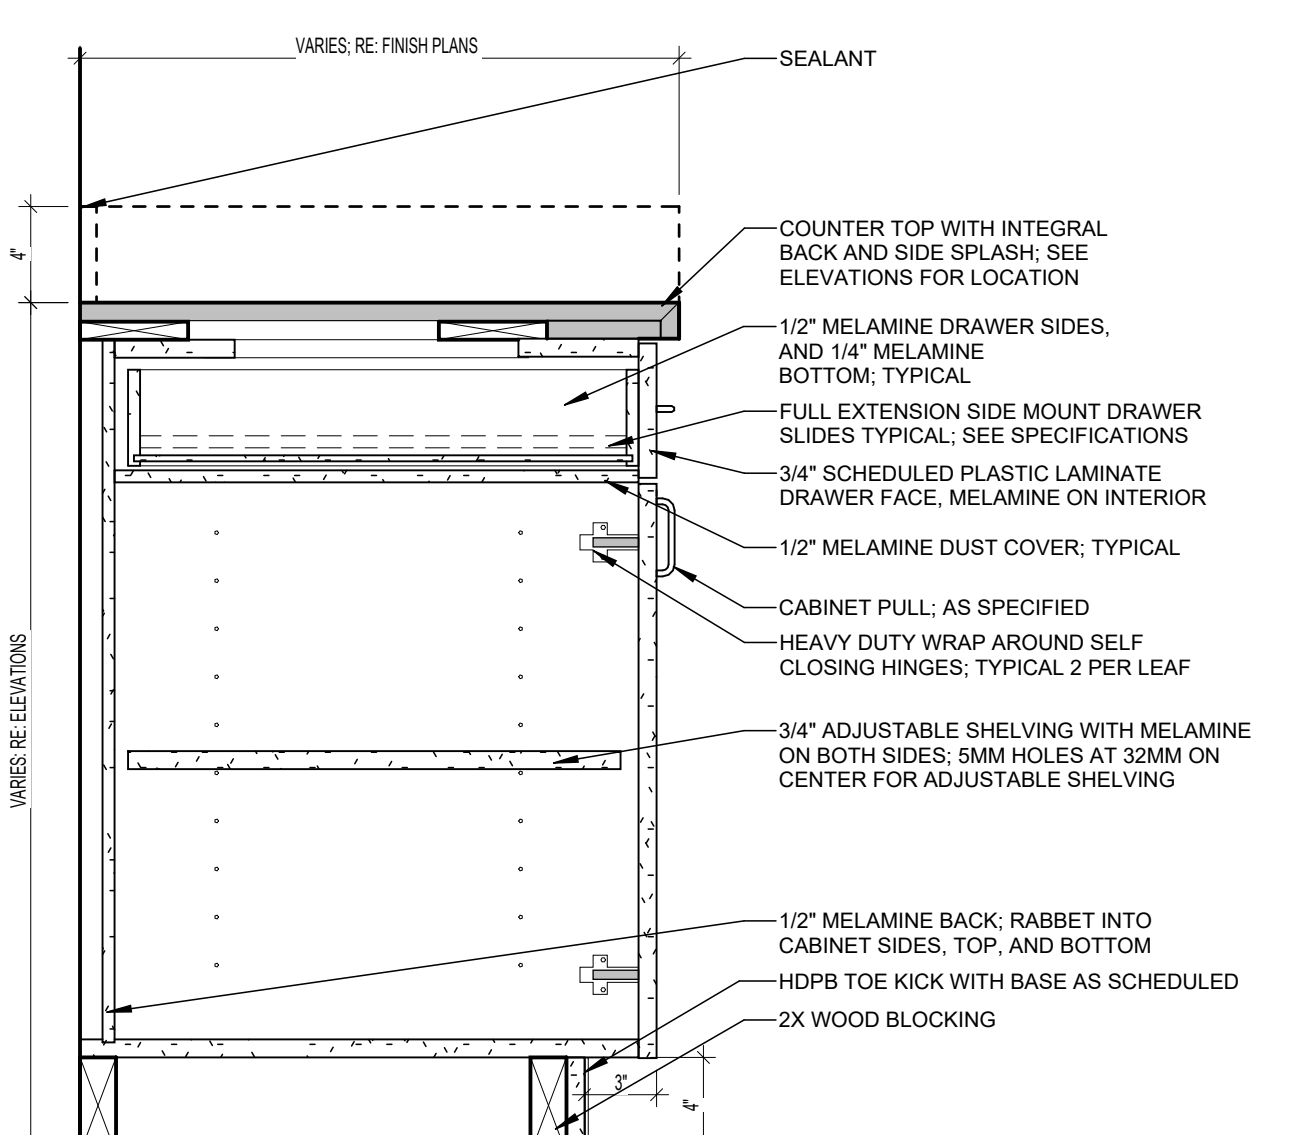 VARIES; RE: FINISH PLANS
SEALANT
4"
COUNTER TOP WITH INTEGRAL
BACK AND SIDE SPLASH; SEE
ELEVATIONS FOR LOCATION
1/2" MELAMINE DRAWER SIDES,
AND 1/4" MELAMINE
BOTTOM; TYPICAL
FULL EXTENSION SIDE MOUNT DRAWER
SLIDES TYPICAL; SEE SPECIFICATIONS
3/4" SCHEDULED PLASTIC LAMINATE
DRAWER FACE, MELAMINE ON INTERIOR
1/2" MELAMINE DUST COVER; TYPICAL
CABINET PULL; AS SPECIFIED
HEAVY DUTY WRAP AROUND SELF
CLOSING HINGES; TYPICAL 2 PER LEAF
VARIES: RE: ELEVATIONS
3/4" ADJUSTABLE SHELVING WITH MELAMINE
ON BOTH SIDES; 5MM HOLES AT 32MM ON
CENTER FOR ADJUSTABLE SHELVING
1/2" MELAMINE BACK; RABBET INTO
CABINET SIDES, TOP, AND BOTTOM
HDPB TOE KICK WITH BASE AS SCHEDULED
2X WOOD BLOCKING
3"
4"